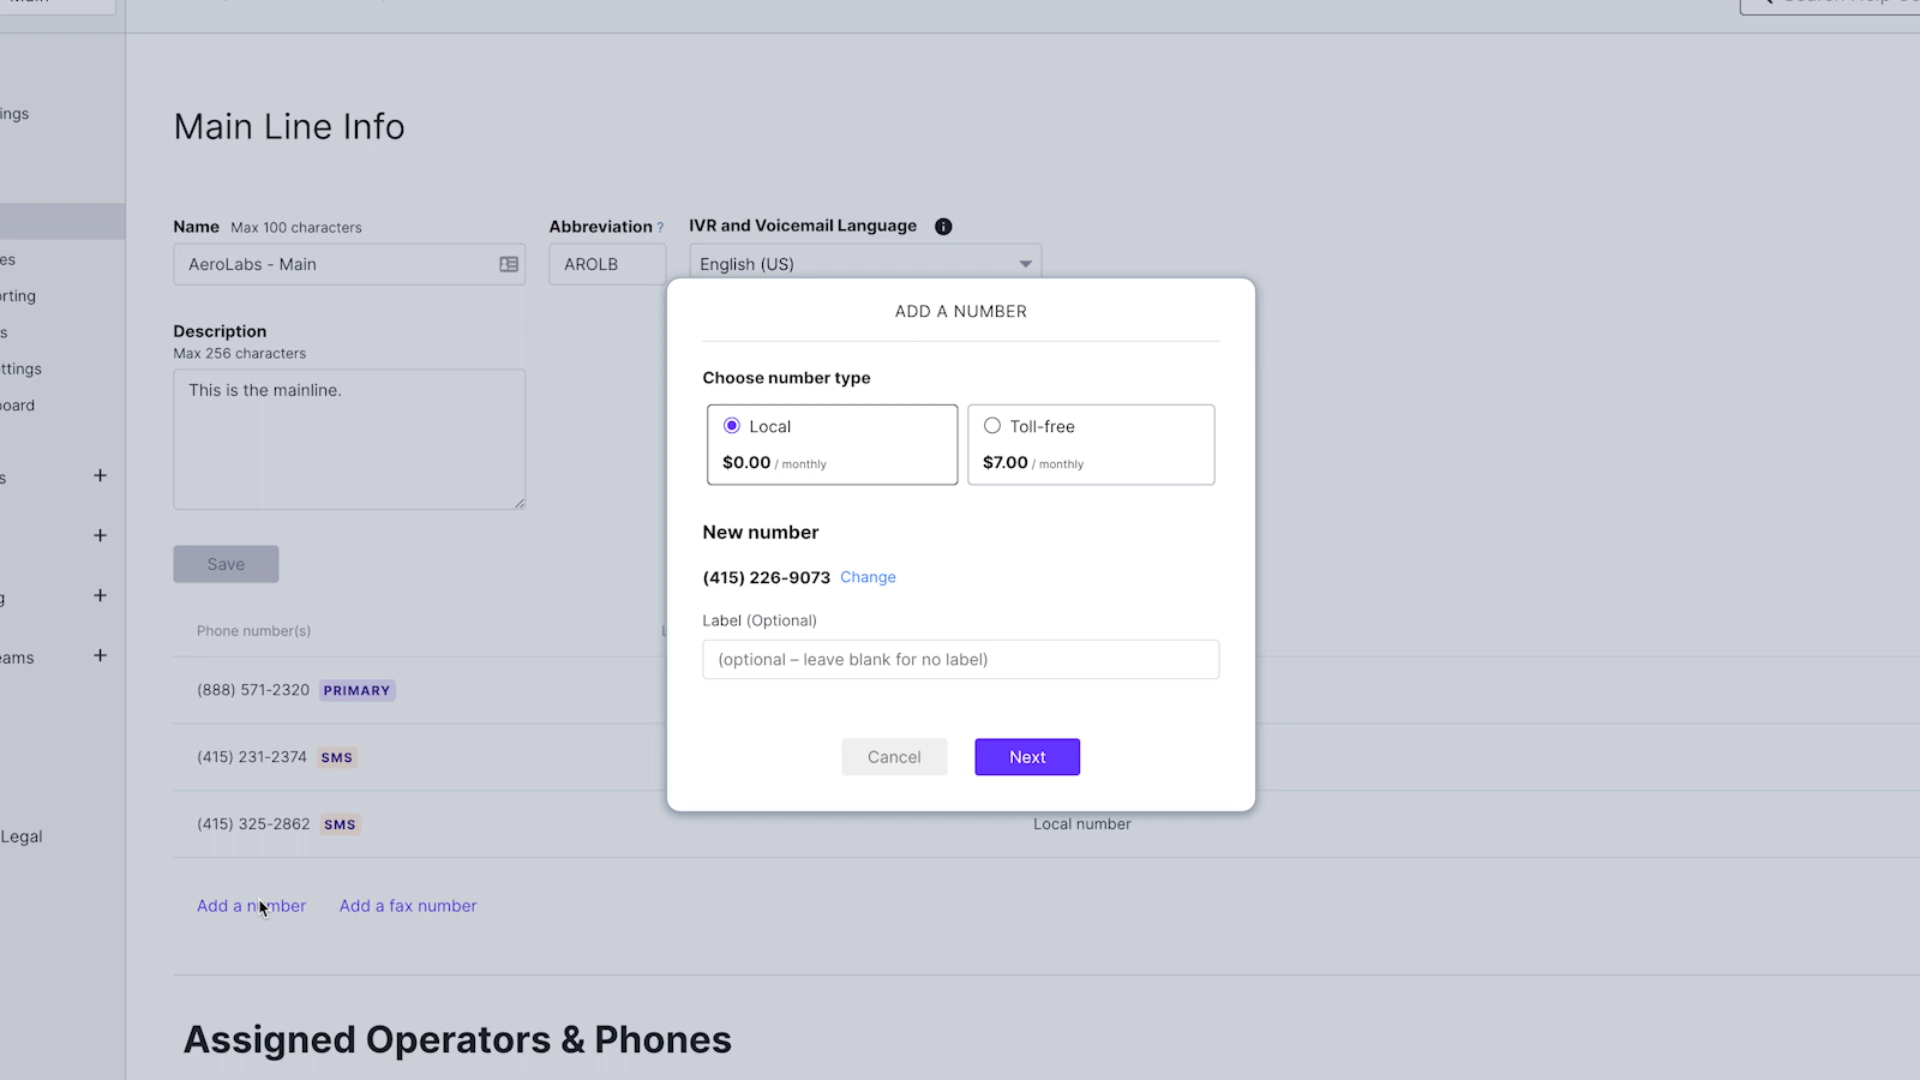 ings
Main Line Info
Name Max 100 characters
Abbreviation ?
IVR and Voicemail Language
AeroLabs - Main
AROLB
English (US)
es
orting
s
ttings
oard
Description
Max 256 characters
This is the mainline.
s
g
eams
Legal
Save
Phone number(s)
(888) 571-2320 PRIMARY
(415) 231-2374 SMS
(415) 325-2862 SMS
Local number
Add a number
Add a fax number
ADD A NUMBER
Choose number type
Local
$0.00 / monthly
Toll-free
$7.00 / monthly
New number
(415) 226-9073 Change
Label (Optional)
(optional – leave blank for no label)
Cancel
Next
Assigned Operators & Phones